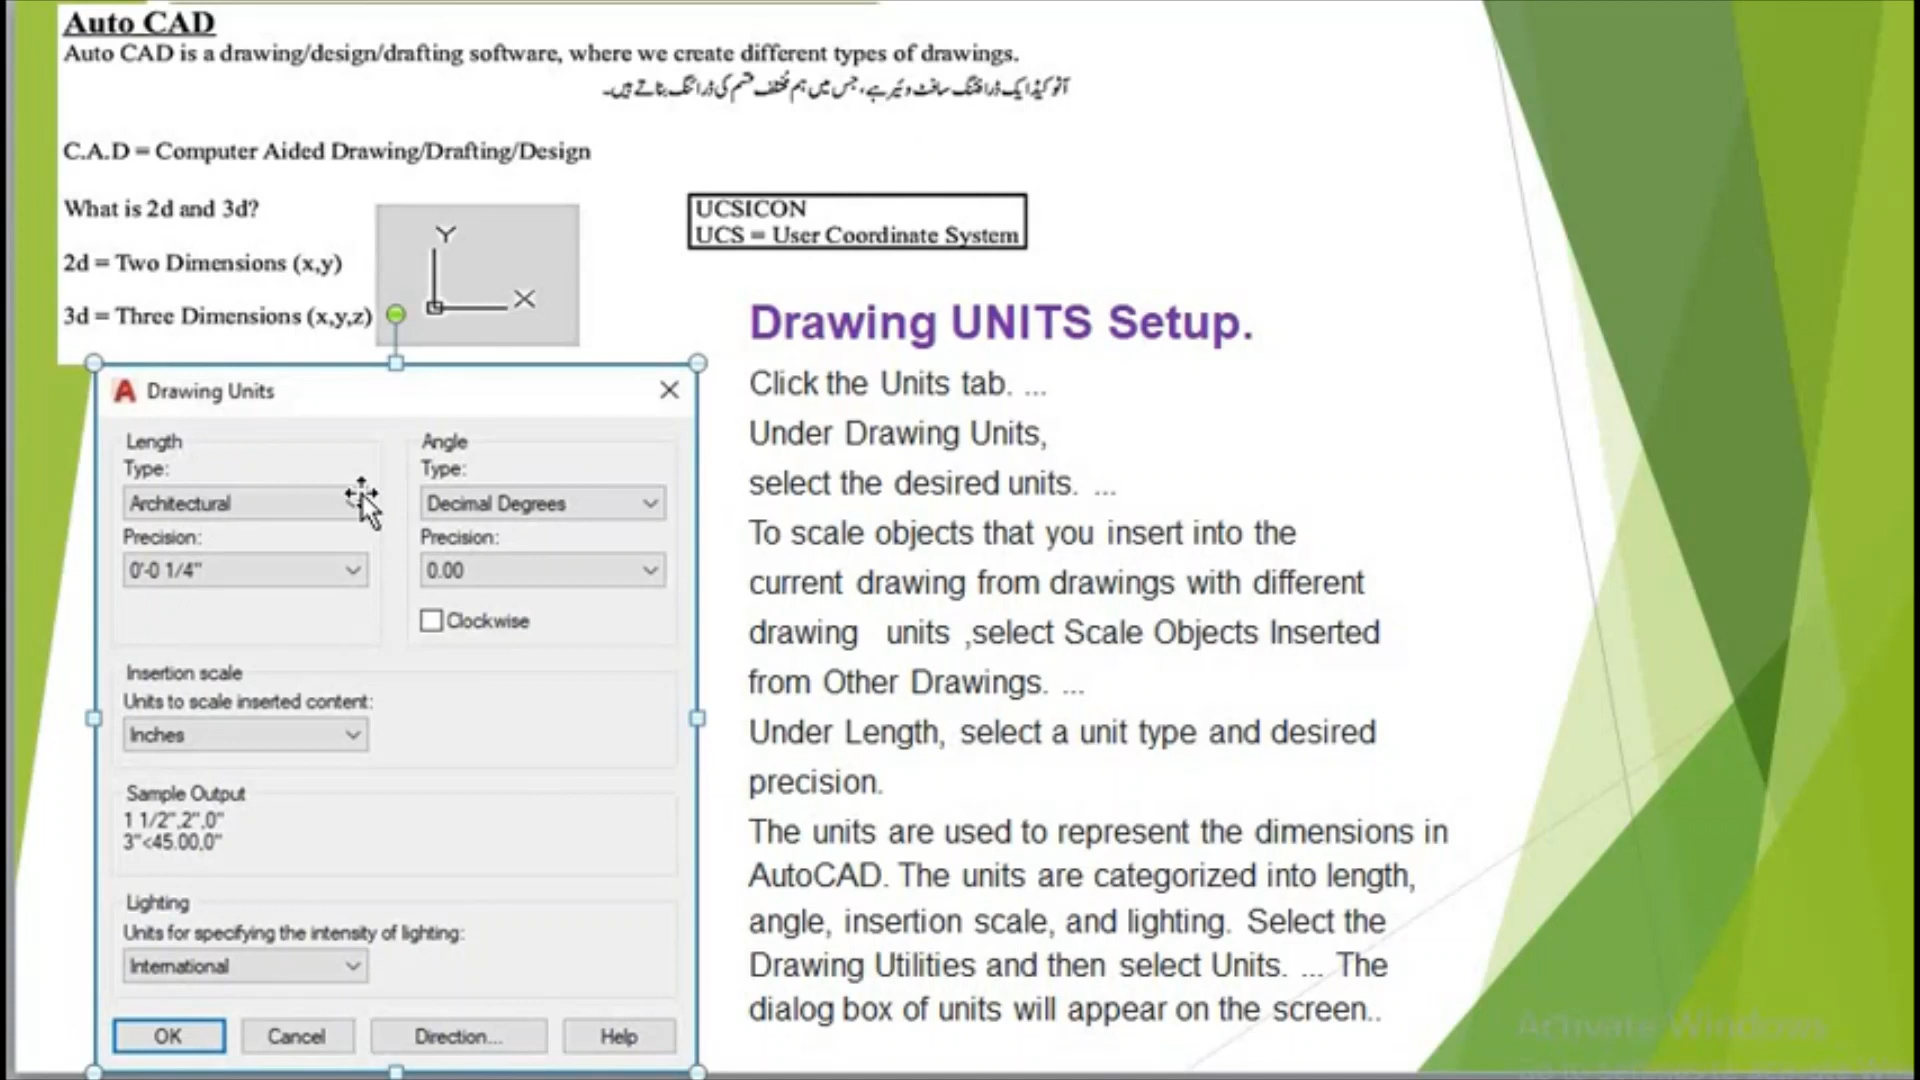 Auto CAD
Auto CAD is a drawing/design/drafting software, where we create different types of drawings.
آٹو کیڈ ایک ڈرافٹنگ سافٹ وئیر ہے، جس میں ہم مُختلف قسم کی ڈرائنگ بناتے ہیں۔
C.A.D = Computer Aided Drawing/Drafting/Design
What is 2d and 3d?
2d = Two Dimensions (x,y)
3d = Three Dimensions (x,y,z)
Y
X
UCSICON
UCS = User Coordinate System
Drawing Units
Length
Type:
Architectural
Precision:
0'-0 1/4"
Angle
Type:
Decimal Degrees
Precision:
0.00
Clockwise
Insertion scale
Units to scale inserted content:
Inches
Sample Output
1 1/2",2",0"
3"<45.00,0"
Lighting
Units for specifying the intensity of lighting:
International
OK
Cancel
Direction...
Help
Drawing UNITS Setup.
Click the Units tab. ...
Under Drawing Units,
select the desired units. ...
To scale objects that you insert into the
current drawing from drawings with different
drawing units ,select Scale Objects Inserted
from Other Drawings. ...
Under Length, select a unit type and desired
precision.
The units are used to represent the dimensions in
AutoCAD. The units are categorized into length,
angle, insertion scale, and lighting. Select the
Drawing Utilities and then select Units. ... The
dialog box of units will appear on the screen..
Activate Windows